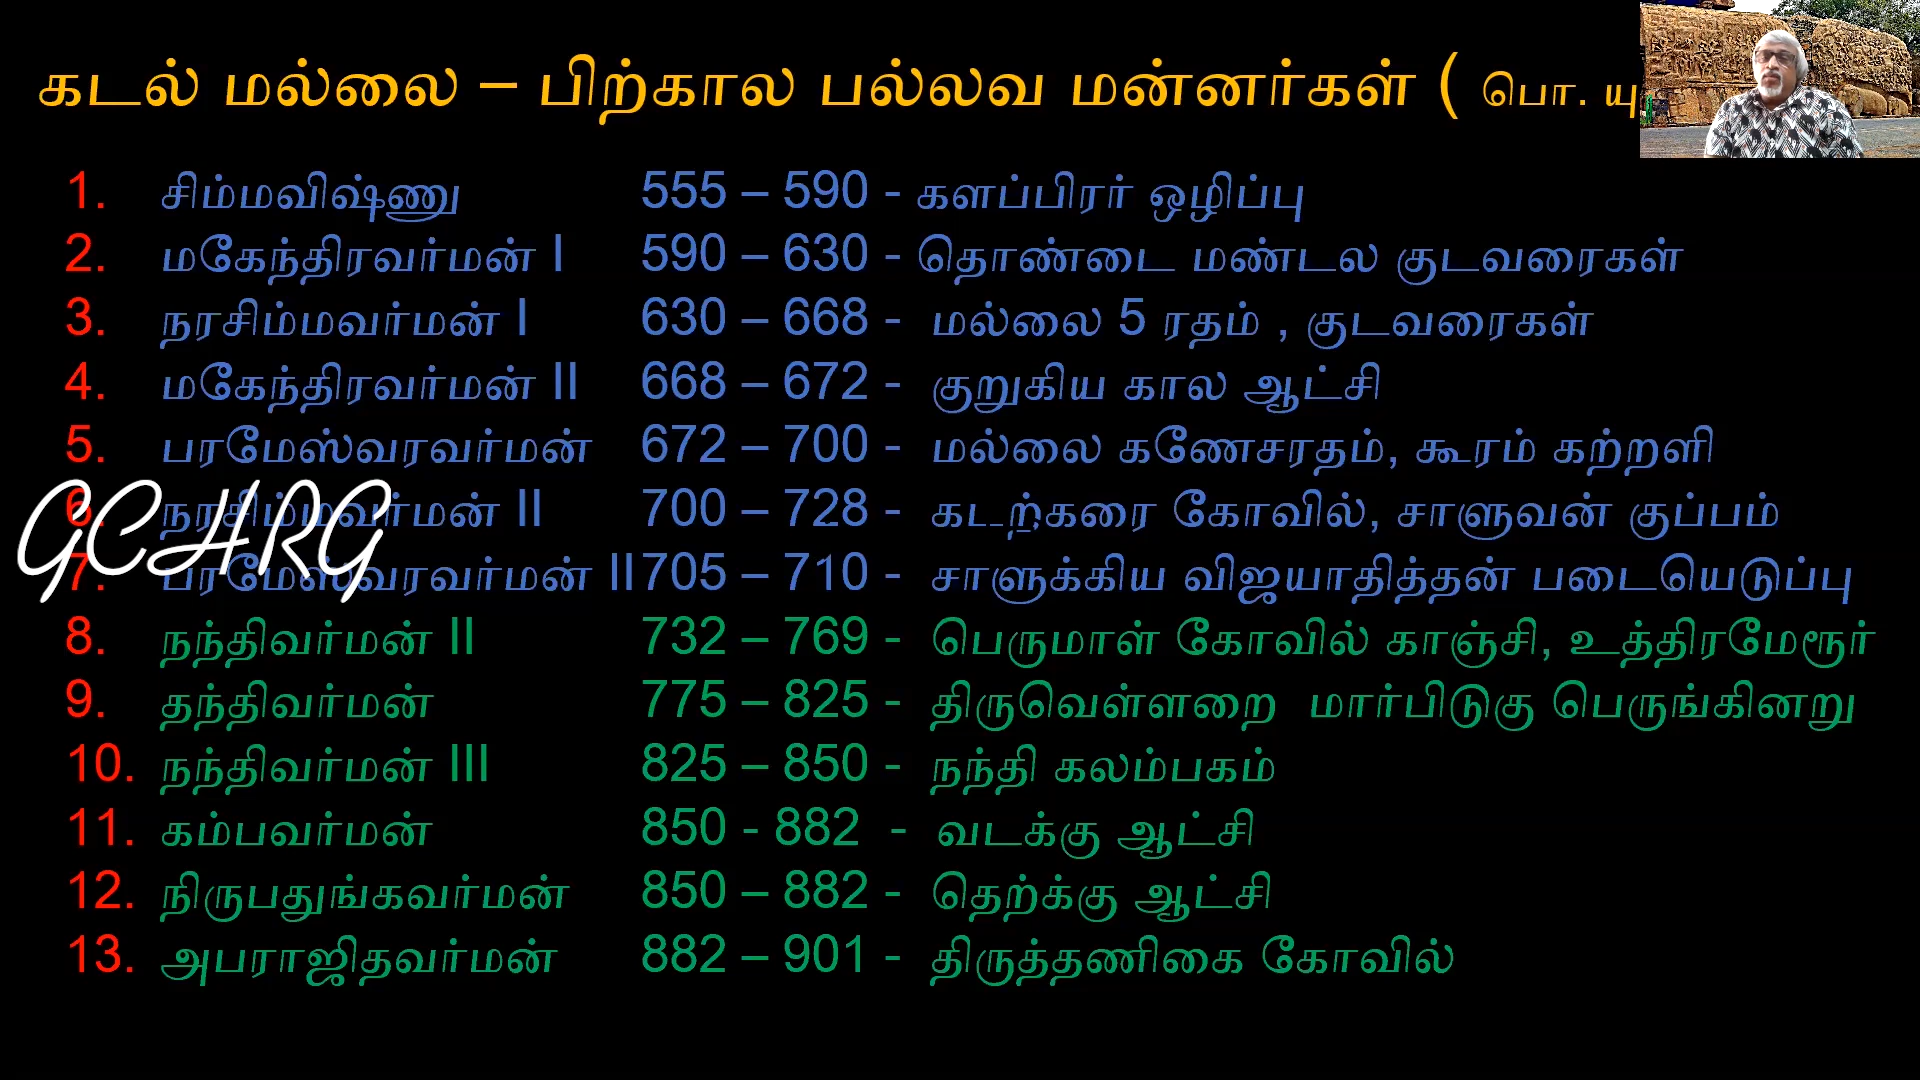 கடல் மல்லை – பிற்கால பல்லவ மன்னர்கள் ( பொ. யு
1. சிம்மவிஷ்ணு 555 – 590 - களப்பிரர் ஒழிப்பு
2. மகேந்திரவர்மன் I 590 – 630 - தொண்டை மண்டல குடவரைகள்
3. நரசிம்மவர்மன் I 630 – 668 - மல்லை 5 ரதம் , குடவரைகள்
4. மகேந்திரவர்மன் II 668 – 672 - குறுகிய கால ஆட்சி
5. பரமேஸ்வரவர்மன் 672 – 700 - மல்லை கணேசரதம், கூரம் கற்றளி
6. நரசிம்மவர்மன் II 700 – 728 - கடற்கரை கோவில், சாளுவன் குப்பம்
GCHRG
7. பரமேஸ்வரவர்மன் II 705 – 710 - சாளுக்கிய விஜயாதித்தன் படையெடுப்பு
8. நந்திவர்மன் II 732 – 769 - பெருமாள் கோவில் காஞ்சி, உத்திரமேரூர்
9. தந்திவர்மன் 775 – 825 - திருவெள்ளறை மார்பிடுகு பெருங்கினறு
10. நந்திவர்மன் III 825 – 850 - நந்தி கலம்பகம்
11. கம்பவர்மன் 850 - 882 - வடக்கு ஆட்சி
12. நிருபதுங்கவர்மன் 850 – 882 - தெற்க்கு ஆட்சி
13. அபராஜிதவர்மன் 882 – 901 - திருத்தணிகை கோவில்